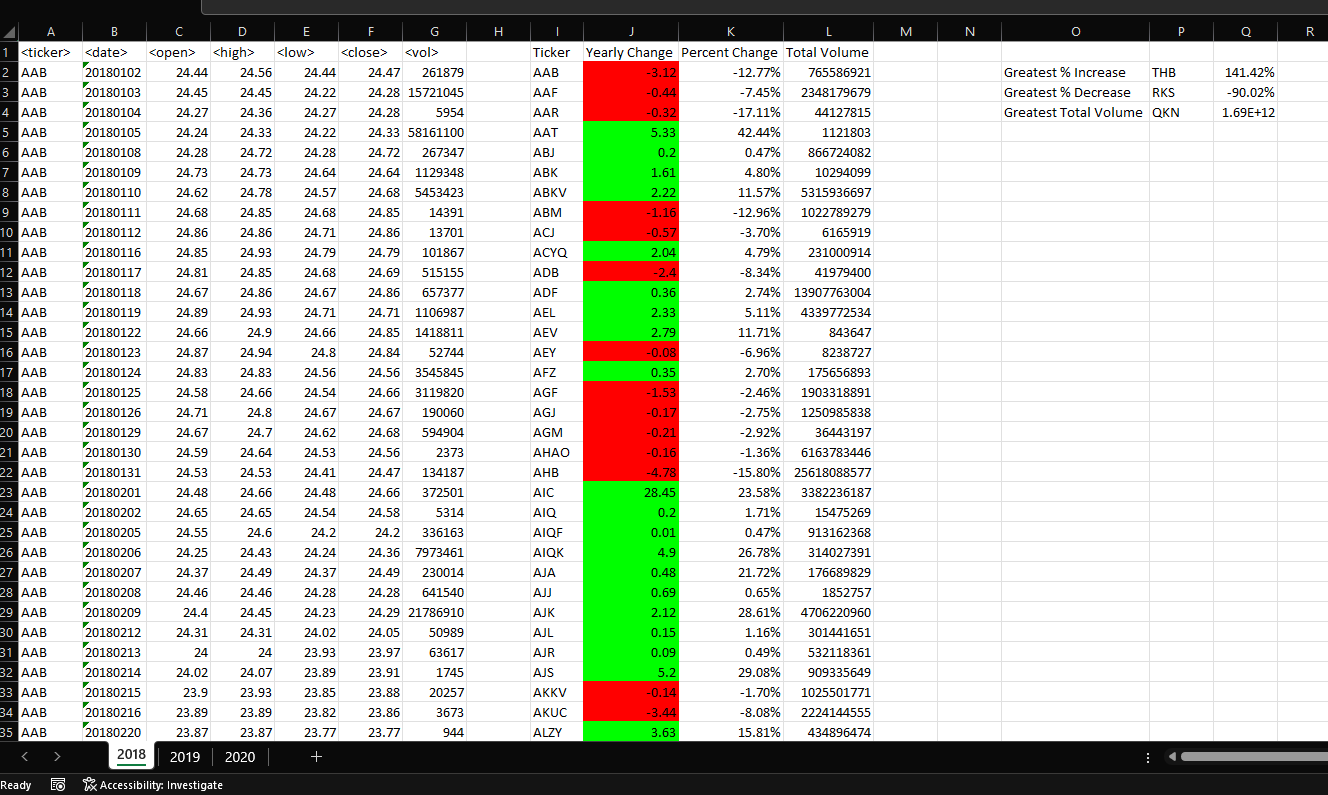 A B C D E F G H I J K L M N O P Q R
1 <ticker> <date> <open> <high> <low> <close> <vol> Ticker Yearly Change Percent Change Total Volume
2 AAB 20180102 24.44 24.56 24.44 24.47 261879 AAB -3.12 -12.77% 765586921 Greatest % Increase THB 141.42%
3 AAB 20180103 24.45 24.45 24.22 24.28 15721045 AAF -0.44 -7.45% 2348179679 Greatest % Decrease RKS -90.02%
4 AAB 20180104 24.27 24.36 24.27 24.28 5954 AAR -0.32 -17.11% 44127815 Greatest Total Volume QKN 1.69E+12
5 AAB 20180105 24.24 24.33 24.22 24.33 58161100 AAT 5.33 42.44% 1121803
6 AAB 20180108 24.28 24.72 24.28 24.72 267347 ABJ 0.2 0.47% 866724082
7 AAB 20180109 24.73 24.73 24.64 24.64 1129348 ABK 1.61 4.80% 10294099
8 AAB 20180110 24.62 24.78 24.57 24.68 5453423 ABKV 2.22 11.57% 5315936697
9 AAB 20180111 24.68 24.85 24.68 24.85 14391 ABM -1.16 -12.96% 1022789279
10 AAB 20180112 24.86 24.86 24.71 24.86 13701 ACJ -0.57 -3.70% 6165919
11 AAB 20180116 24.85 24.93 24.79 24.79 101867 ACYQ 2.04 4.79% 231000914
12 AAB 20180117 24.81 24.85 24.68 24.69 515155 ADB -2.4 -8.34% 41979400
13 AAB 20180118 24.67 24.86 24.67 24.86 657377 ADF 0.36 2.74% 13907763004
14 AAB 20180119 24.89 24.93 24.71 24.71 1106987 AEL 2.33 5.11% 4339772534
15 AAB 20180122 24.66 24.9 24.66 24.85 1418811 AEV 2.79 11.71% 843647
16 AAB 20180123 24.87 24.94 24.8 24.84 52744 AEY -0.08 -6.96% 8238727
17 AAB 20180124 24.83 24.83 24.56 24.56 3545845 AFZ 0.35 2.70% 175656893
18 AAB 20180125 24.58 24.66 24.54 24.66 3119820 AGF -1.53 -2.46% 1903318891
19 AAB 20180126 24.71 24.8 24.67 24.67 190060 AGJ -0.17 -2.75% 1250985838
20 AAB 20180129 24.67 24.7 24.62 24.68 594904 AGM -0.21 -2.92% 36443197
21 AAB 20180130 24.59 24.64 24.53 24.56 2373 AHAO -0.16 -1.36% 6163783446
22 AAB 20180131 24.53 24.53 24.41 24.47 134187 AHB -4.78 -15.80% 25618088577
23 AAB 20180201 24.48 24.66 24.48 24.66 372501 AIC 28.45 23.58% 3382236187
24 AAB 20180202 24.65 24.65 24.54 24.58 5314 AIQ 0.2 1.71% 15475269
25 AAB 20180205 24.55 24.6 24.2 24.2 336163 AIQF 0.01 0.47% 913162368
26 AAB 20180206 24.25 24.43 24.24 24.36 7973461 AIQK 4.9 26.78% 314027391
27 AAB 20180207 24.37 24.49 24.37 24.49 230014 AJA 0.48 21.72% 176689829
28 AAB 20180208 24.46 24.46 24.28 24.28 641540 AJJ 0.69 0.65% 1852757
29 AAB 20180209 24.4 24.45 24.23 24.29 21786910 AJK 2.12 28.61% 4706220960
30 AAB 20180212 24.31 24.31 24.02 24.05 50989 AJL 0.15 1.16% 301441651
31 AAB 20180213 24 24 23.93 23.97 63617 AJR 0.09 0.49% 532118361
32 AAB 20180214 24.02 24.07 23.89 23.91 1745 AJS 5.2 29.08% 909335649
33 AAB 20180215 23.9 23.93 23.85 23.88 20257 AKKV -0.14 -1.70% 1025501771
34 AAB 20180216 23.89 23.89 23.82 23.86 3673 AKUC -3.44 -8.08% 2224144555
35 AAB 20180220 23.87 23.87 23.77 23.77 944 ALZY 3.63 15.81% 434896474
2018 2019 2020
Ready Accessibility: Investigate